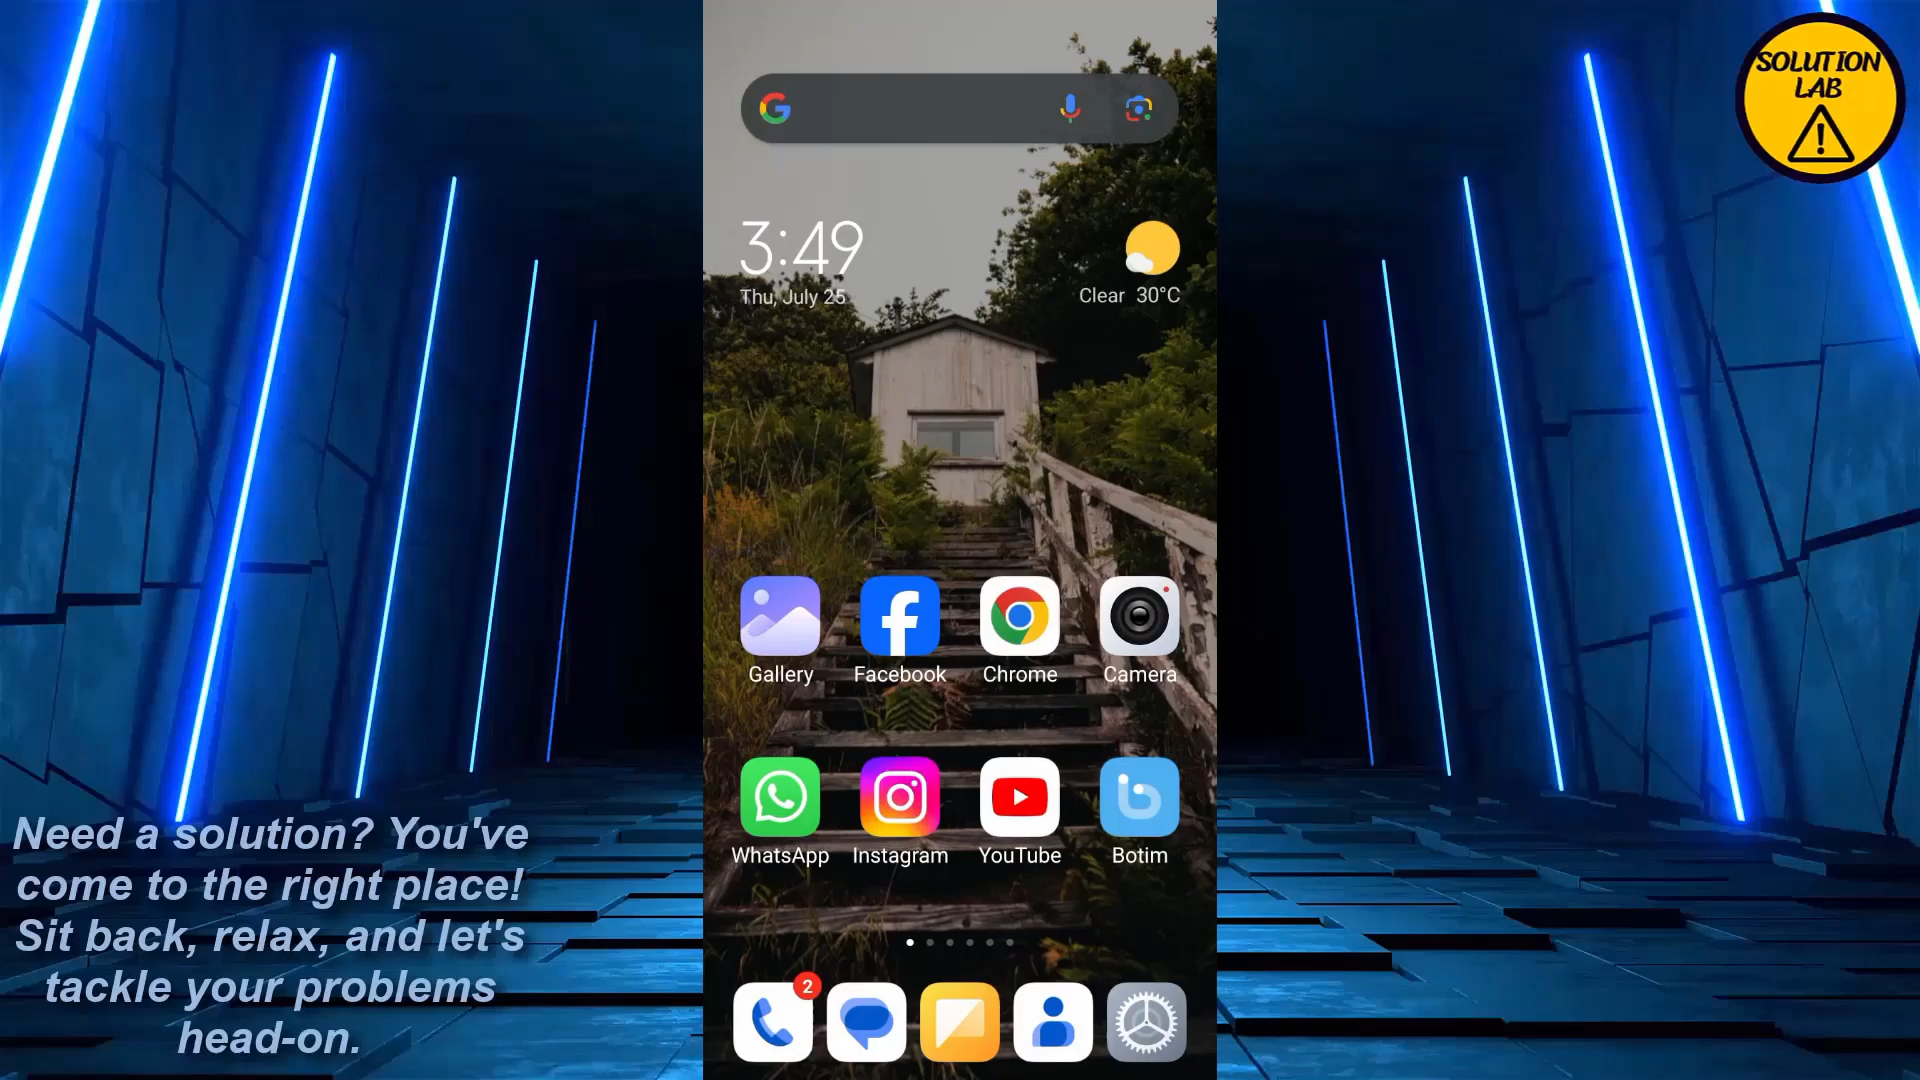 SOLUTION
LAB
3:49
Thu, July 25
Clear 30°C
Gallery Facebook Chrome Camera
WhatsApp Instagram YouTube Botim
2
Need a solution? You've
come to the right place!
Sit back, relax, and let's
tackle your problems
head-on.